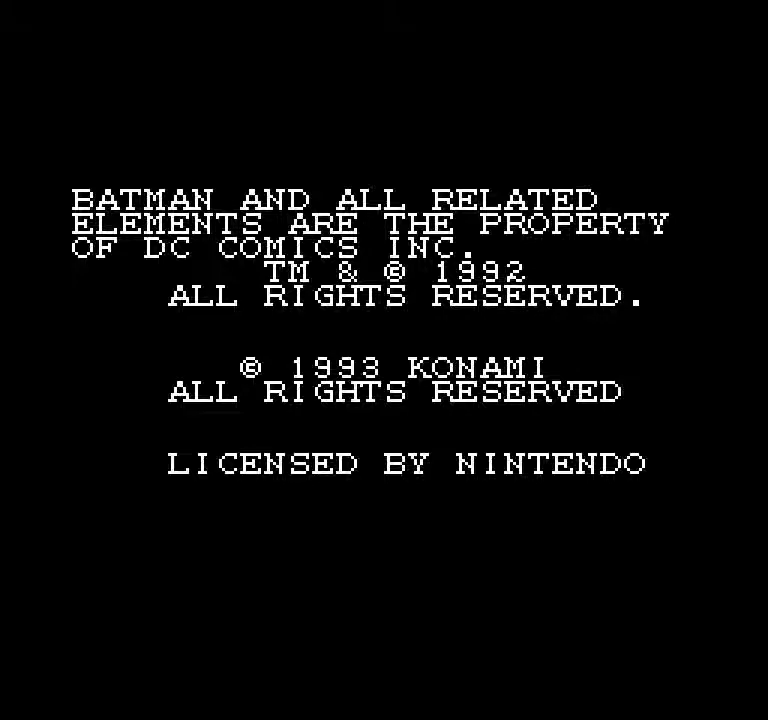 BATMAN AND ALL RELATED
ELEMENTS ARE THE PROPERTY
OF DC COMICS INC.
TM & © 1992
ALL RIGHTS RESERVED.
© 1993 KONAMI
ALL RIGHTS RESERVED
LICENSED BY NINTENDO